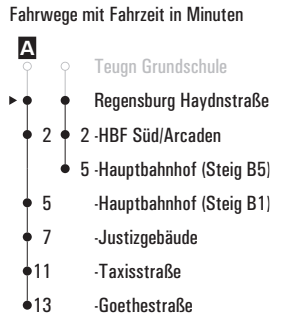 Fahrwege mit Fahrzeit in Minuten
A
Teugn Grundschule
Regensburg Haydnstraße
2 2 -HBF Süd/Arcaden
5 -Hauptbahnhof (Steig B5)
5 -Hauptbahnhof (Steig B1)
7 -Justizgebäude
11 -Taxisstraße
13 -Goethestraße